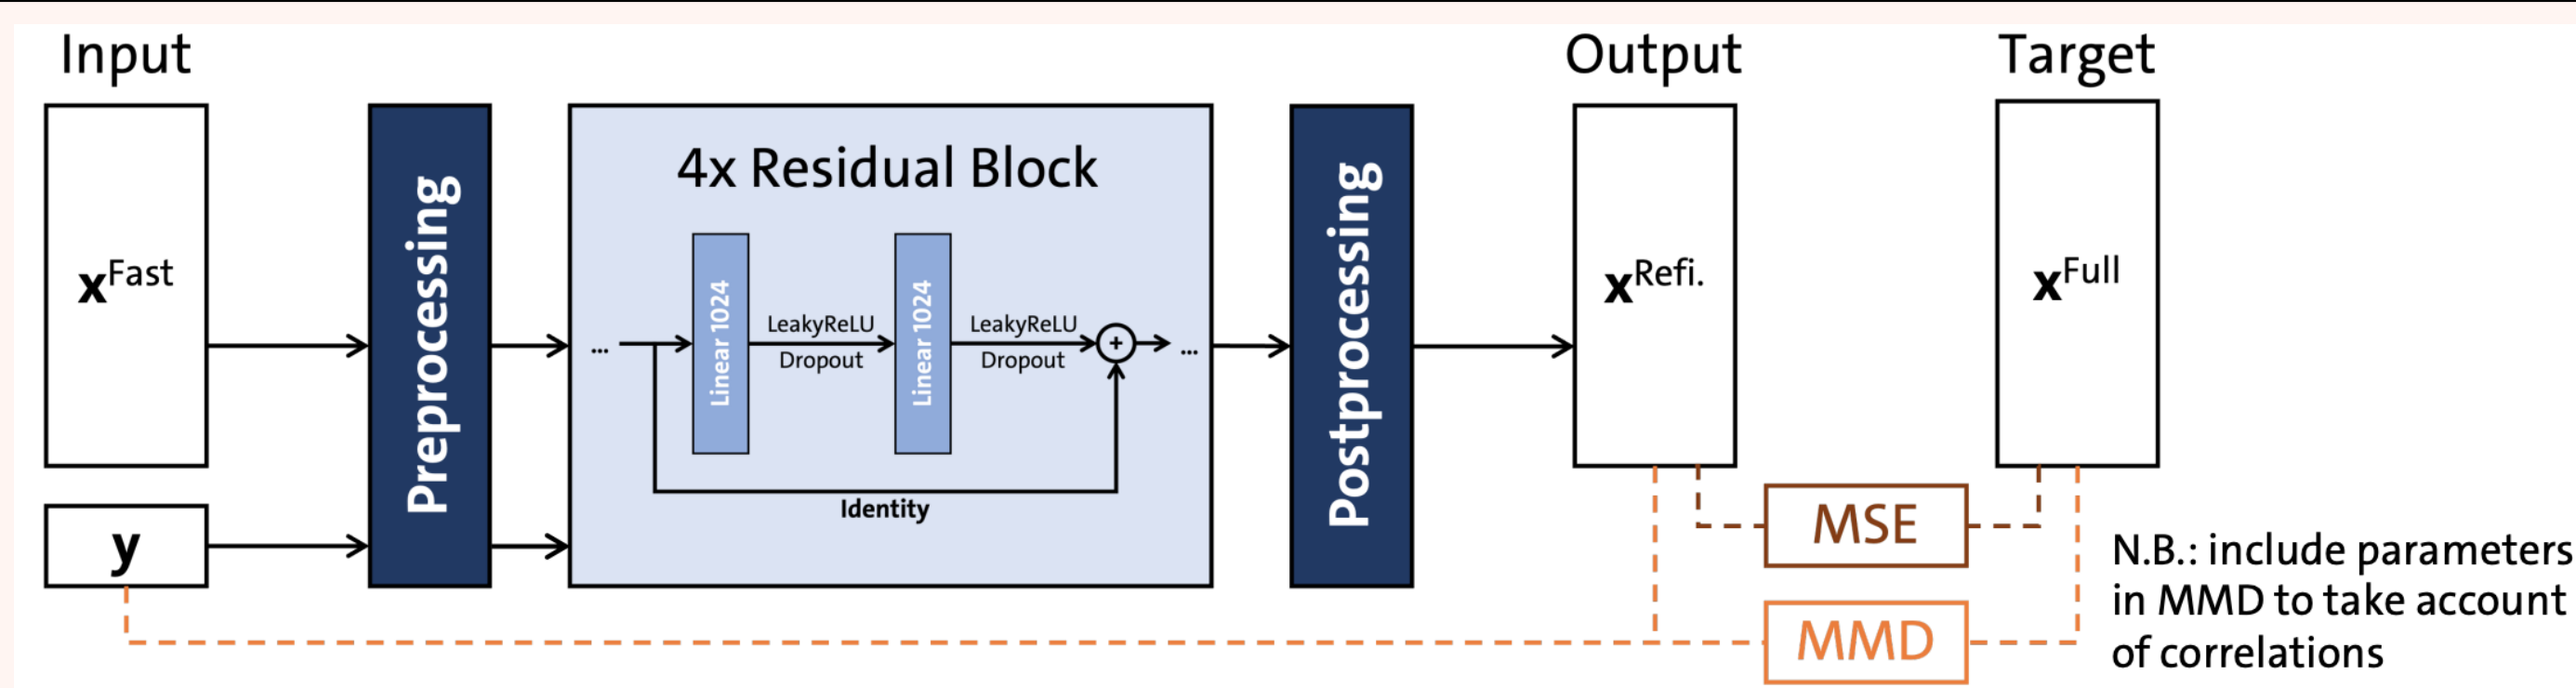 Input
Output
Target
x^Fast
y
Preprocessing
4x Residual Block
...
Linear 1024
LeakyReLU
Dropout
Linear 1024
LeakyReLU
Dropout
+
...
Identity
Postprocessing
x^Refi.
x^Full
MSE
MMD
N.B.: include parameters
in MMD to take account
of correlations